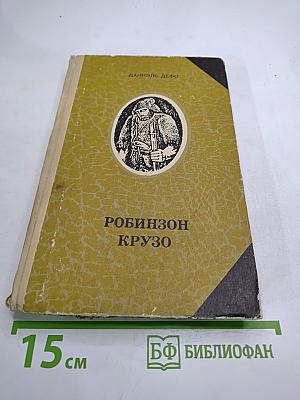 ДАНИЭЛЬ ДЕФО
РОБИНЗОН
КРУЗО
15 см
БФ БИБЛИОФАН